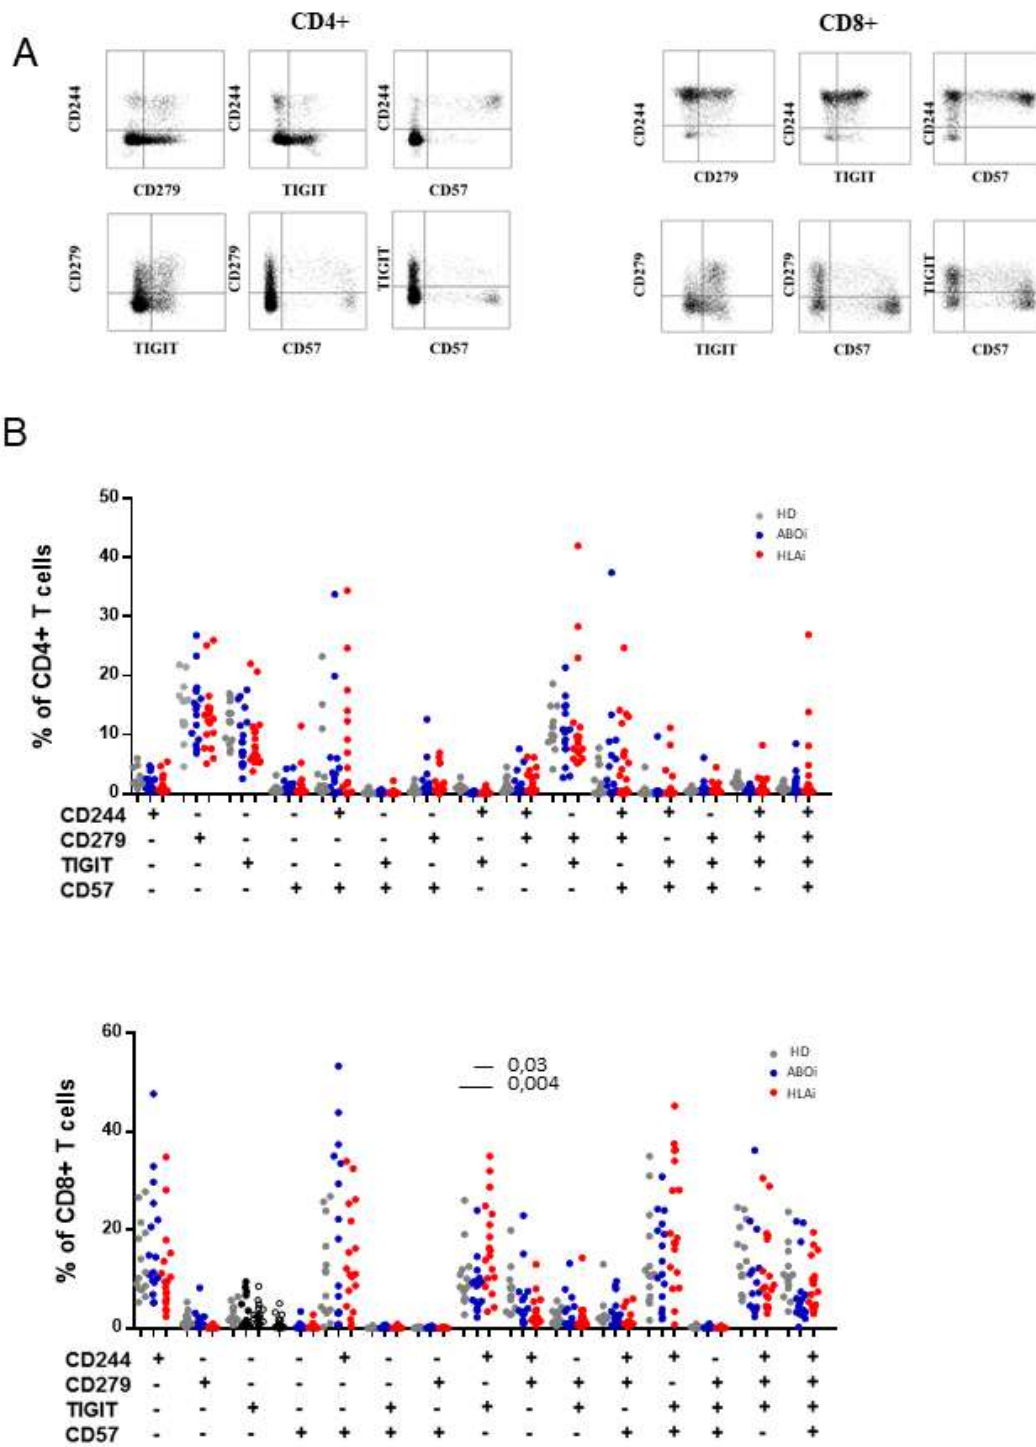 A
CD4+
CD8+
CD244
CD279
CD244
TIGIT
CD244
CD57
CD244
CD279
CD244
TIGIT
CD244
CD57
CD279
TIGIT
CD279
CD57
TIGIT
CD57
CD279
TIGIT
CD279
CD57
TIGIT
CD57
B
% of CD4+ T cells
50
40
30
20
10
0
HD
ABOi
HLAi
CD244 + - - - + - - + + - + + - + +
CD279 - + - - - - + - + + + - + + +
TIGIT - - + - - + - + - + - + + + +
CD57 - - - + + + + - - - + + + - +
% of CD8+ T cells
60
40
20
0
0,03
0,004
HD
ABOi
HLAi
CD244 + - - - + - - + + - + + - + +
CD279 - + - - - - + - + + + - + + +
TIGIT - - + - - + - + - + - + + + +
CD57 - - - + + + + - - - + + + - +